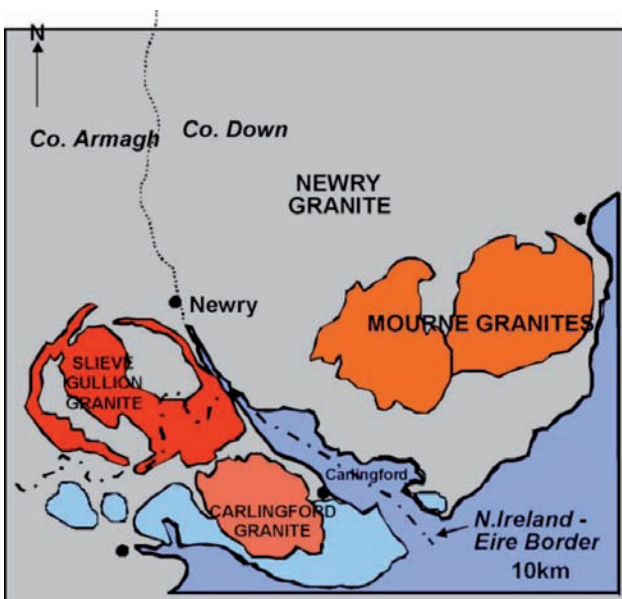 N
Co. Armagh
Co. Down
NEWRY
GRANITE
Newry
MOURNE GRANITES
SLIEVE
GULLION
GRANITE
Carlingford
CARLINGFORD
GRANITE
N.Ireland -
Eire Border
10km